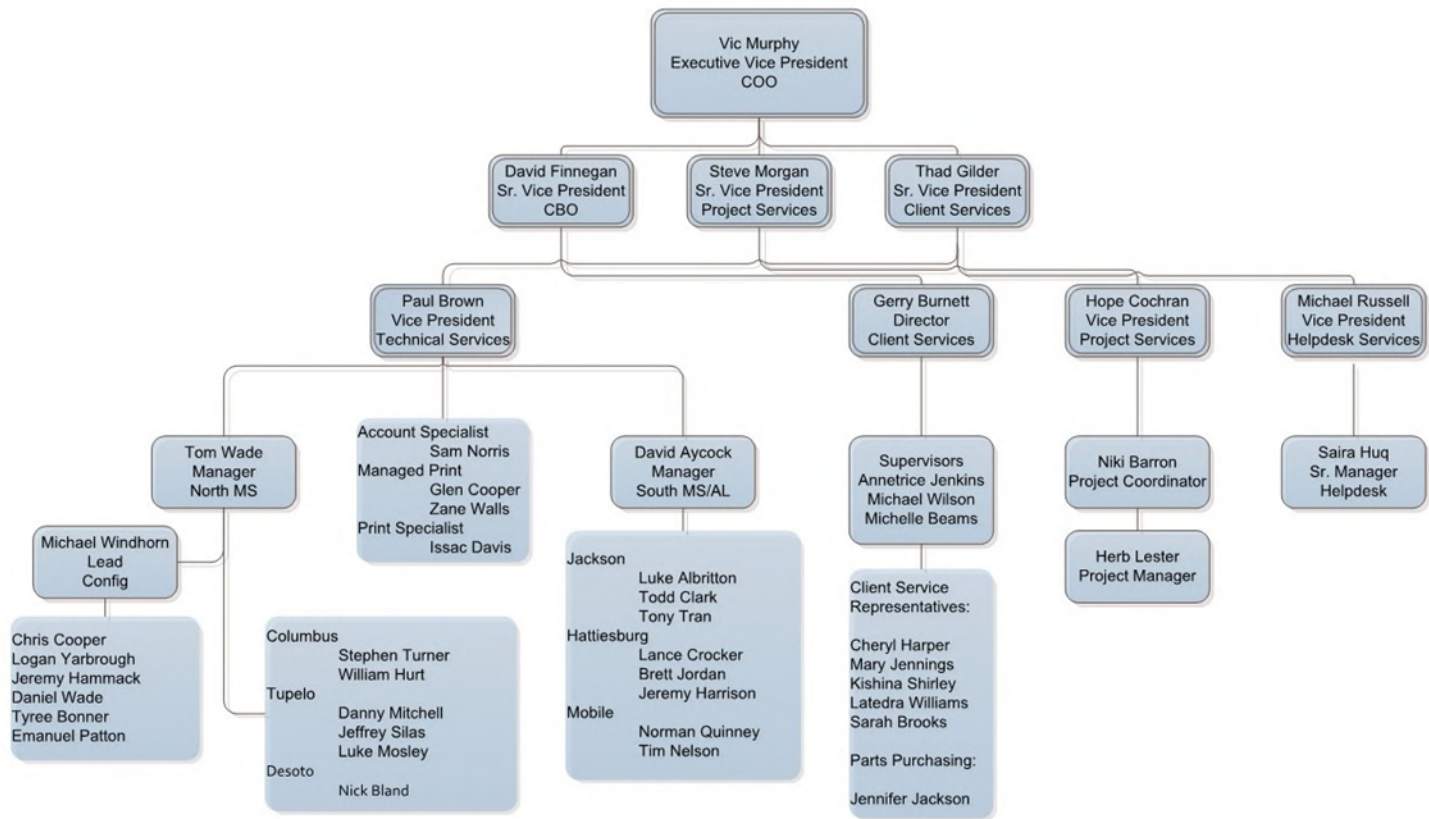 Vic Murphy
Executive Vice President
COO
David Finnegan
Sr. Vice President
CBO
Steve Morgan
Sr. Vice President
Project Services
Thad Gilder
Sr. Vice President
Client Services
Paul Brown
Vice President
Technical Services
Gerry Burnett
Director
Client Services
Hope Cochran
Vice President
Project Services
Michael Russell
Vice President
Helpdesk Services
Tom Wade
Manager
North MS
Account Specialist
Sam Norris
Managed Print
Glen Cooper
Zane Walls
Print Specialist
Issac Davis
David Aycock
Manager
South MS/AL
Supervisors
Annetrice Jenkins
Michael Wilson
Michelle Beams
Niki Barron
Project Coordinator
Saira Huq
Sr. Manager
Helpdesk
Michael Windhorn
Lead
Config
Herb Lester
Project Manager
Chris Cooper
Logan Yarbrough
Jeremy Hammack
Daniel Wade
Tyree Bonner
Emanuel Patton
Columbus
Stephen Turner
William Hurt
Tupelo
Danny Mitchell
Jeffrey Silas
Luke Mosley
Desoto
Nick Bland
Jackson
Luke Albritton
Todd Clark
Tony Tran
Hattiesburg
Lance Crocker
Brett Jordan
Jeremy Harrison
Mobile
Norman Quinney
Tim Nelson
Client Service
Representatives:
Cheryl Harper
Mary Jennings
Kishina Shirley
Latedra Williams
Sarah Brooks
Parts Purchasing:
Jennifer Jackson